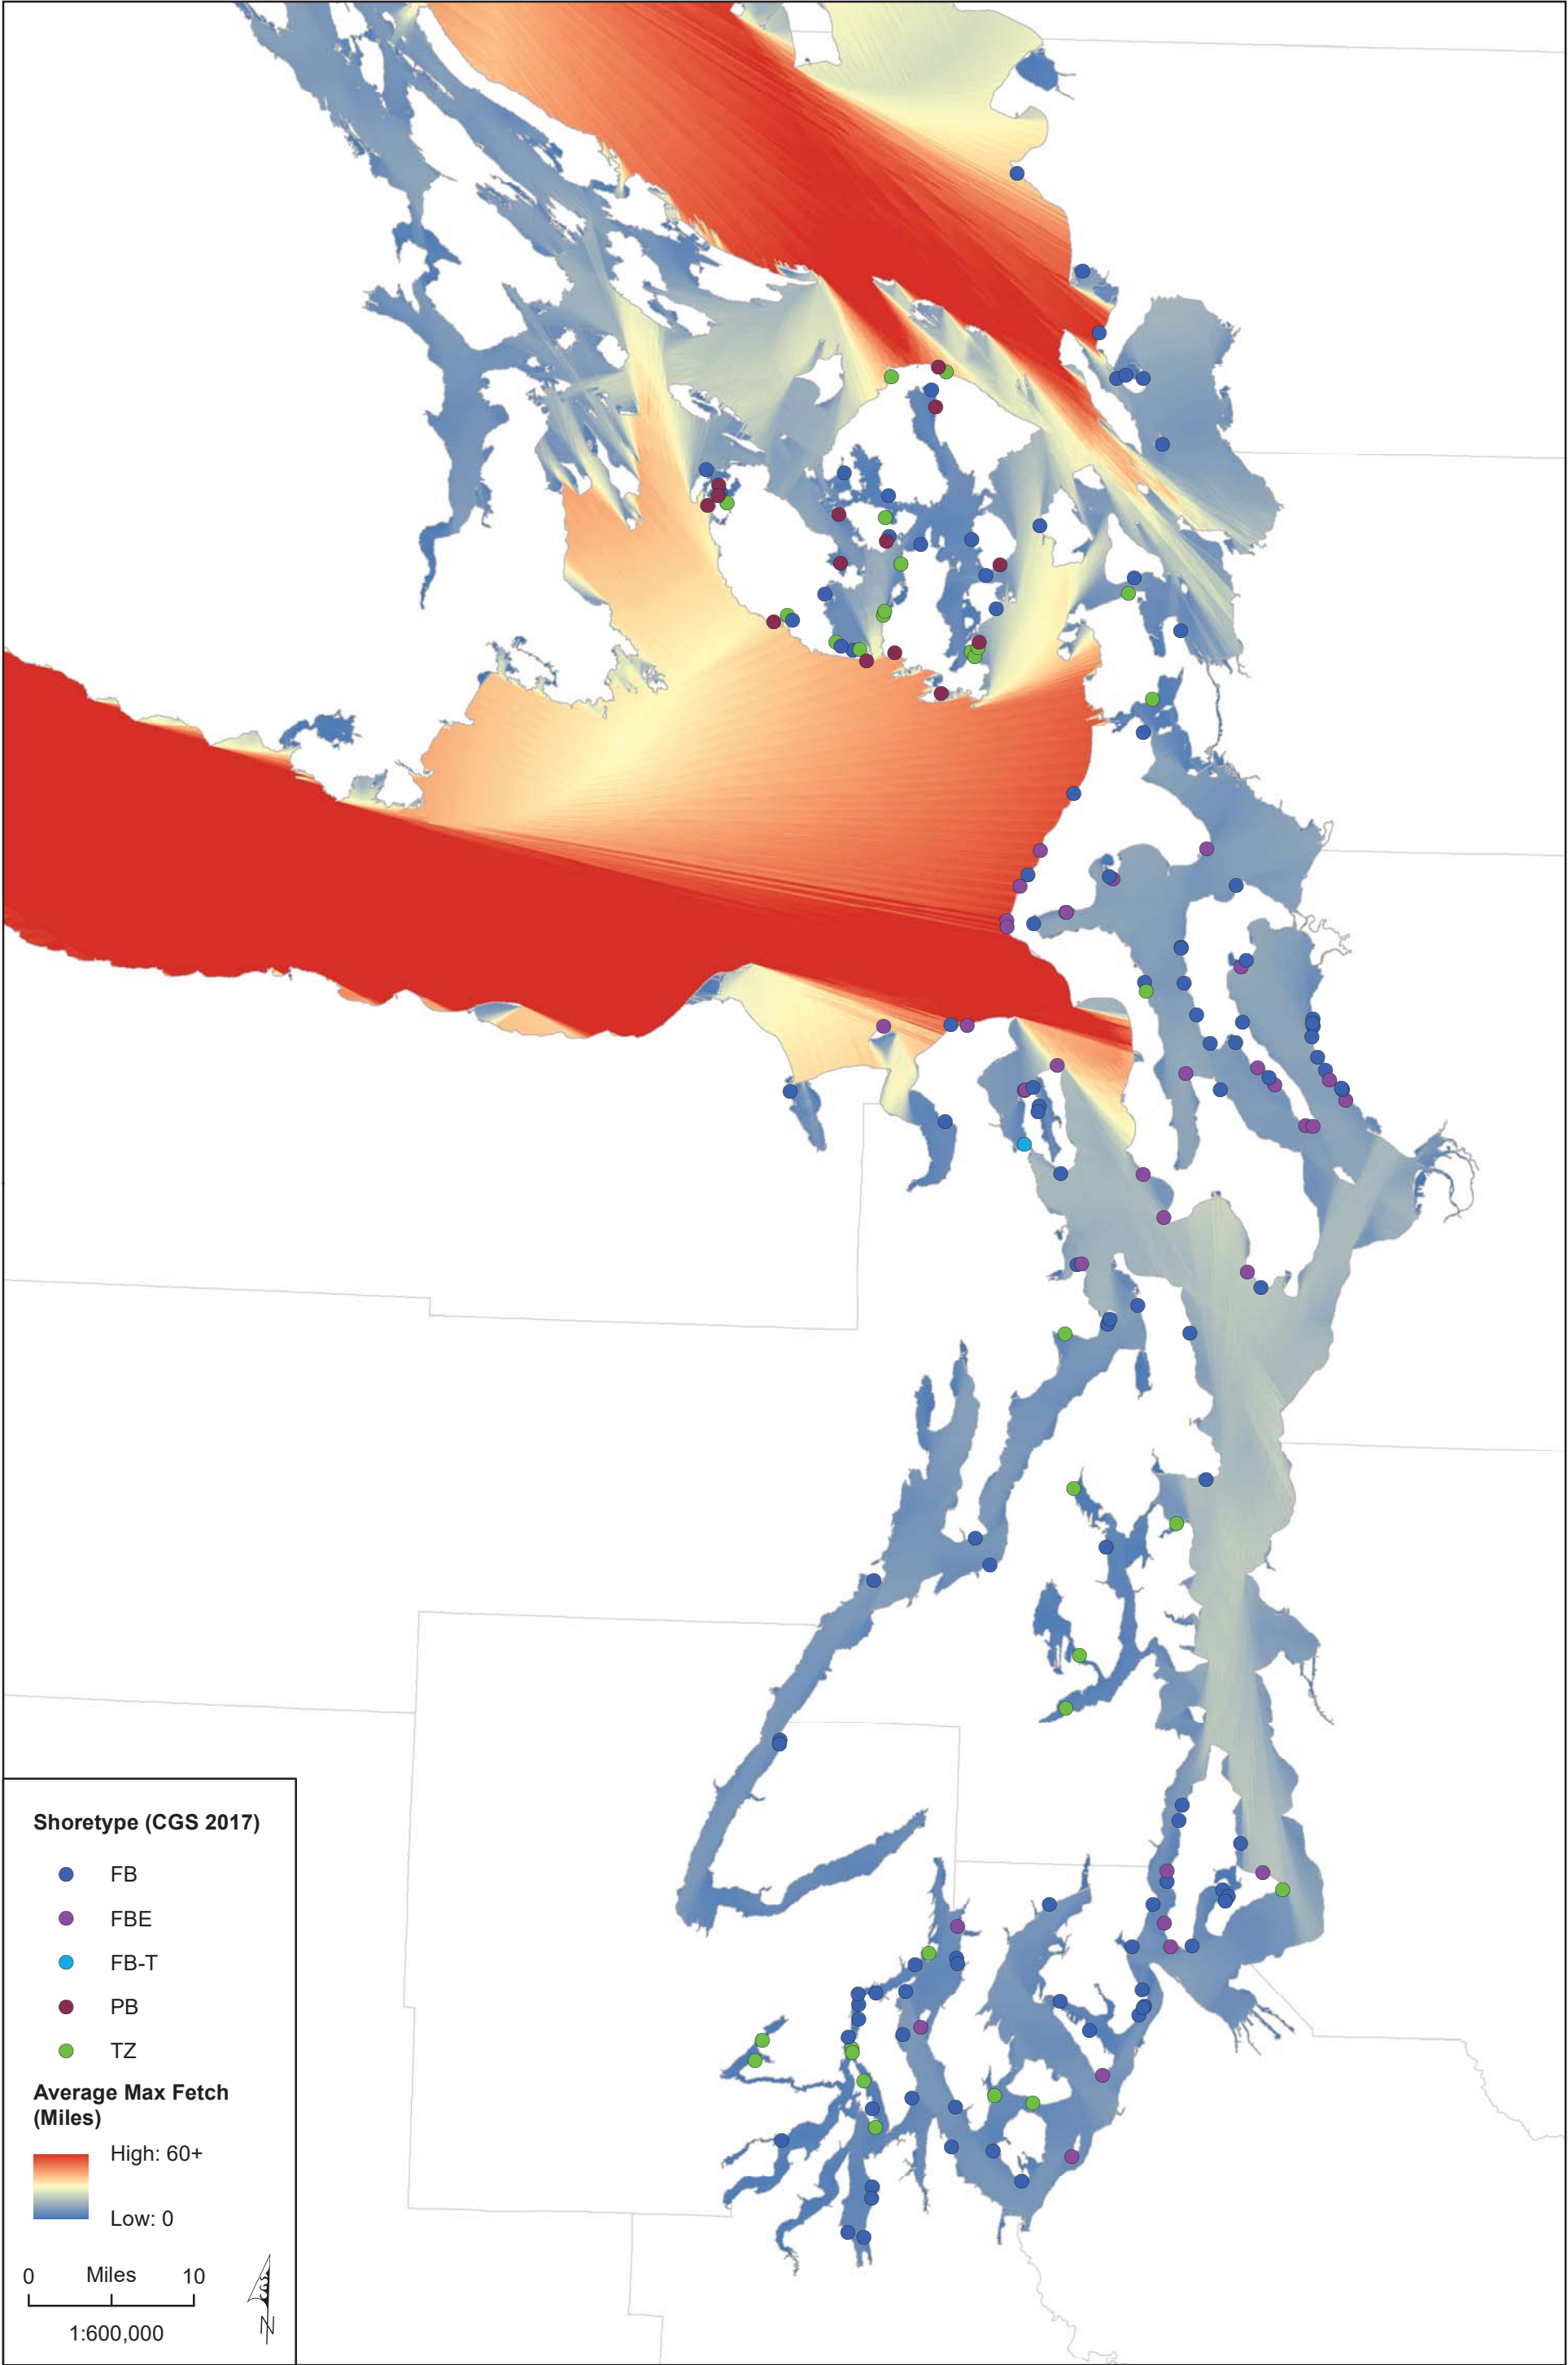 Shoretype (CGS 2017)
FB
FBE
FB-T
PB
TZ
Average Max Fetch
(Miles)
High: 60+
Low: 0
0 Miles 10
1:600,000
CGS
N